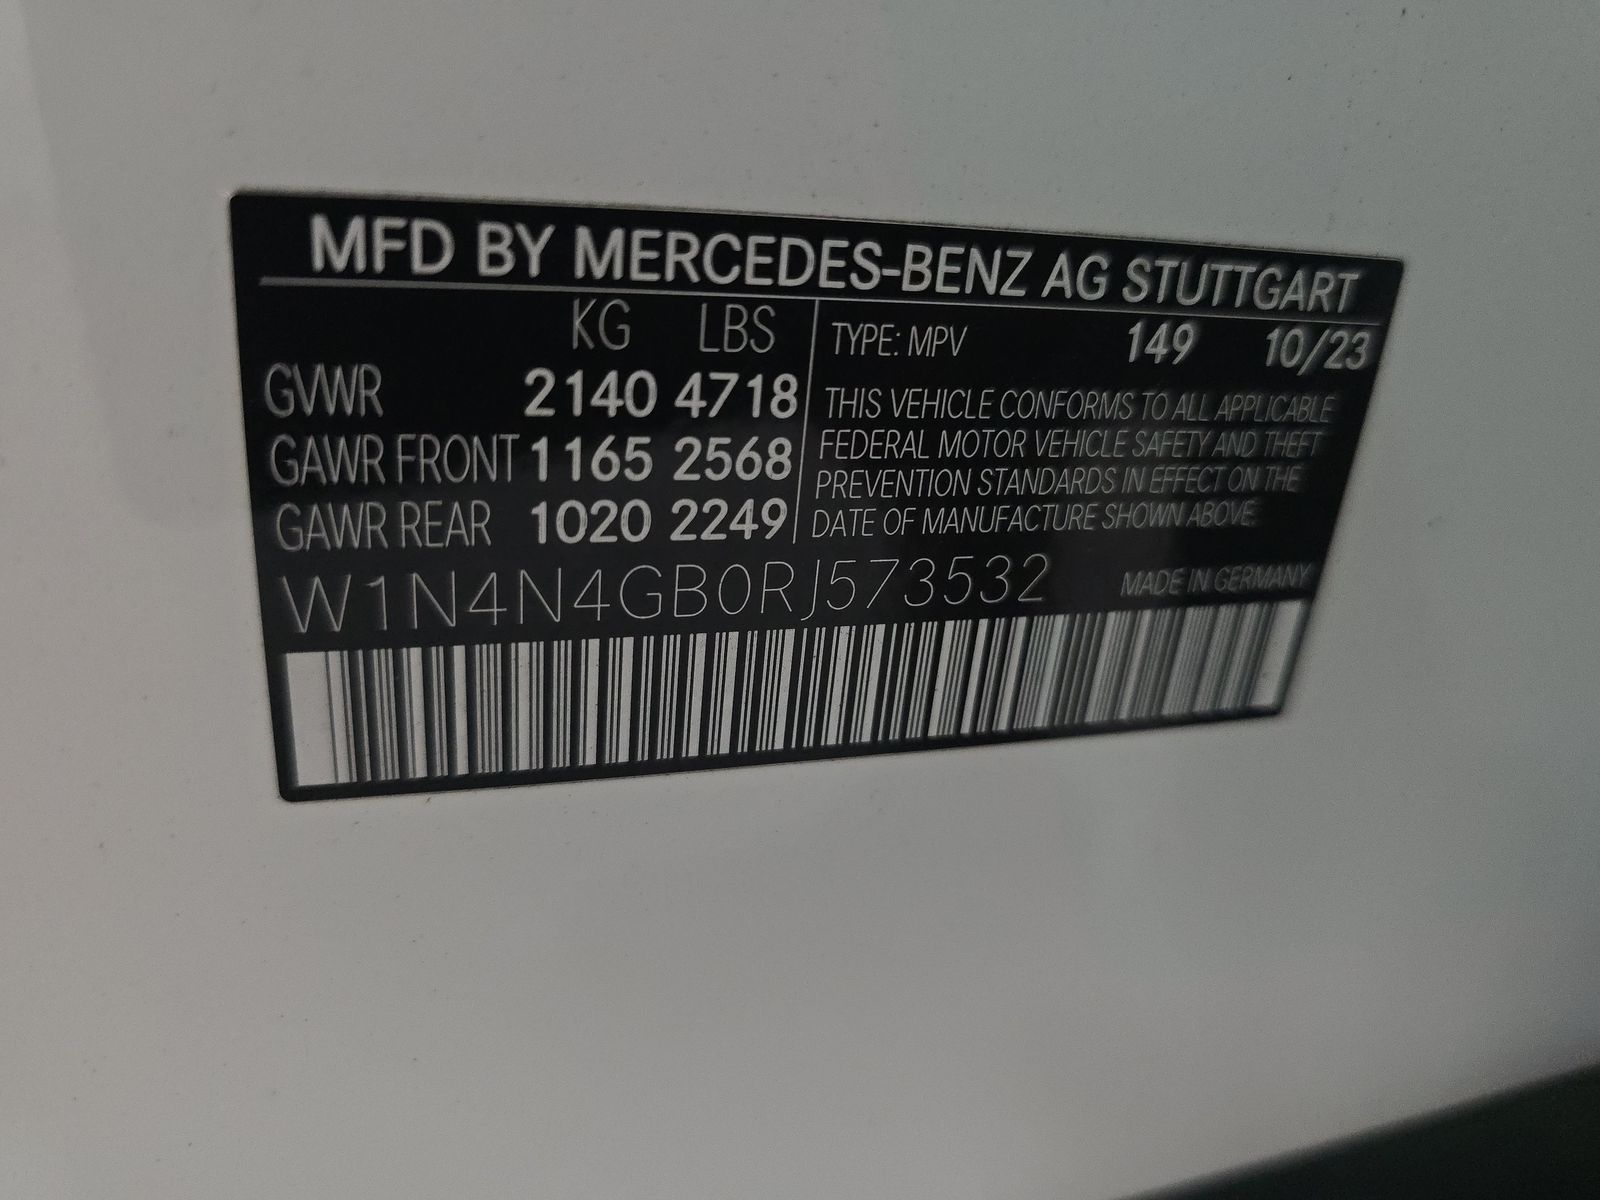 MFD BY MERCEDES-BENZ AG STUTTGART
KG LBS
GVWR 2140 4718
GAWR FRONT 1165 2568
GAWR REAR 1020 2249
TYPE: MPV 149 10/23
THIS VEHICLE CONFORMS TO ALL APPLICABLE
FEDERAL MOTOR VEHICLE SAFETY AND THEFT
PREVENTION STANDARDS IN EFFECT ON THE
DATE OF MANUFACTURE SHOWN ABOVE.
W1N4N4GB0RJ573532
MADE IN GERMANY